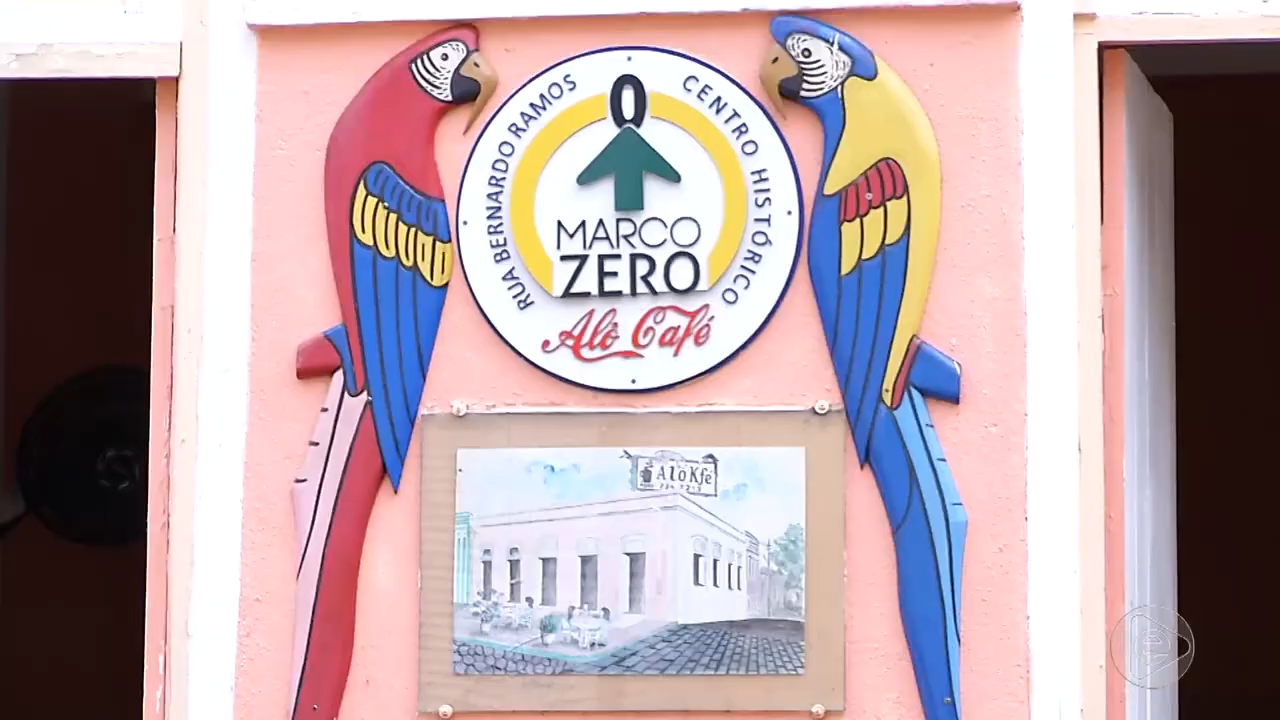 RUA BERNARDO RAMOS
CENTRO HISTÓRICO
0
MARCO
ZERO
Alô Café
AlôKfé